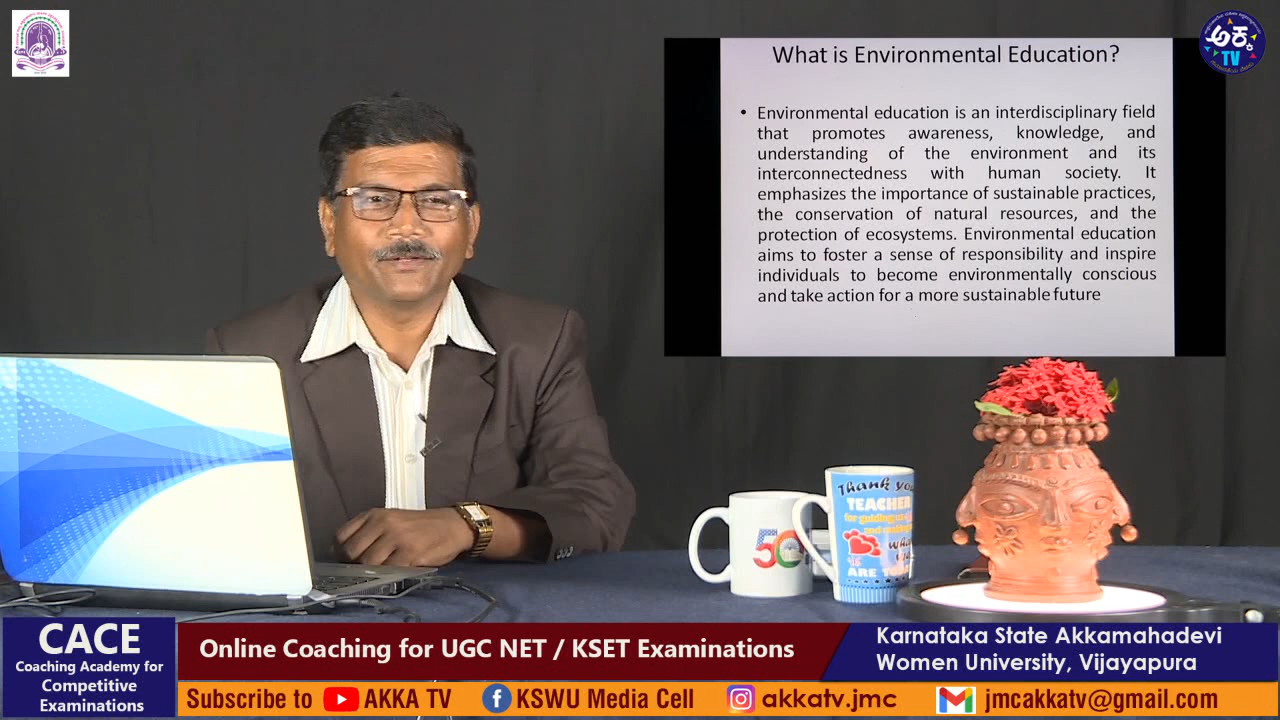 What is Environmental Education?
• Environmental education is an interdisciplinary field
that promotes awareness, knowledge, and
understanding of the environment and its
interconnectedness with human society. It
emphasizes the importance of sustainable practices,
the conservation of natural resources, and the
protection of ecosystems. Environmental education
aims to foster a sense of responsibility and inspire
individuals to become environmentally conscious
and take action for a more sustainable future
ಅಕ್ಕ
TV
Thank you
TEACHER
for guiding
ARE
CACE
Coaching Academy for
Competitive
Examinations
Online Coaching for UGC NET / KSET Examinations
Karnataka State Akkamahadevi
Women University, Vijayapura
Subscribe to AKKA TV KSWU Media Cell akkatv.jmc jmcakkatv@gmail.com